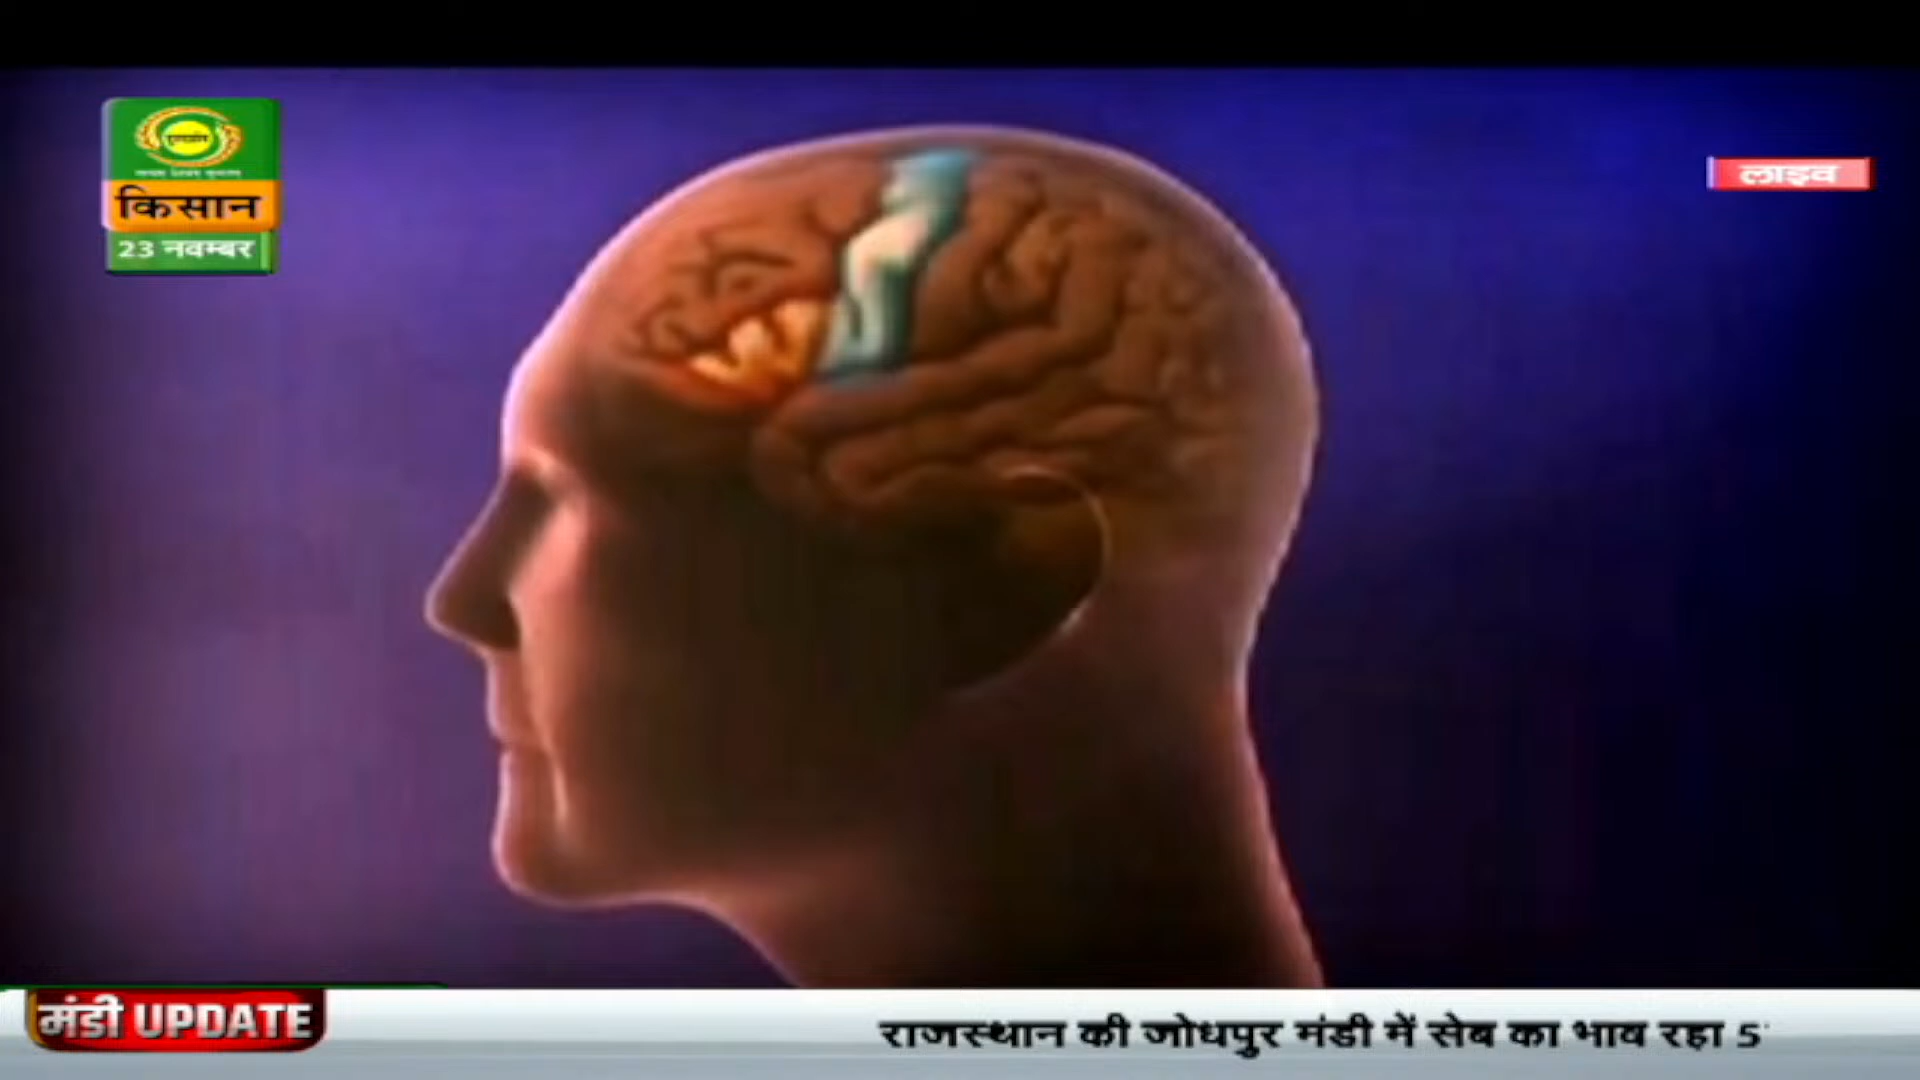 किसान
23 नवम्बर
लाइव
मंडी UPDATE
राजस्थान की जोधपुर मंडी में सेब का भाव रहा 5